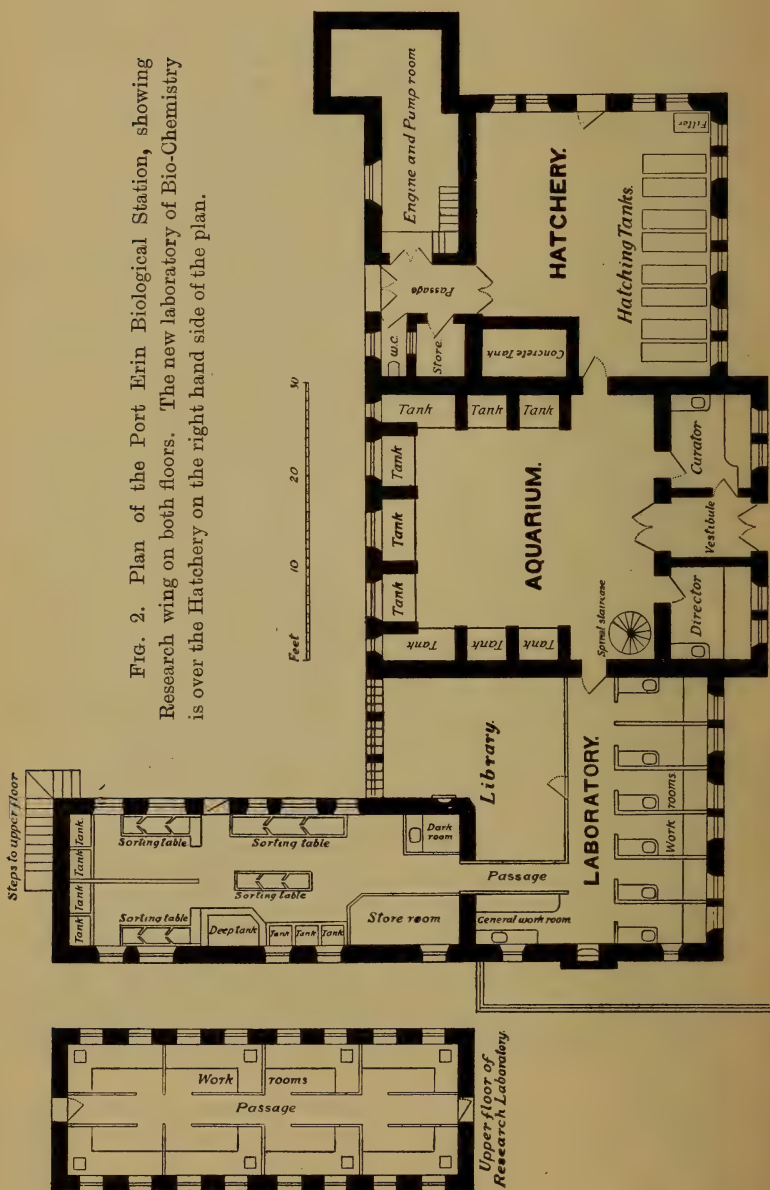 FIG. 2. Plan of the Port Erin Biological Station, showing
Research wing on both floors. The new laboratory of Bio-Chemistry
is over the Hatchery on the right hand side of the plan.
Feet 10 20 30
Steps to upper floor
Tank Tank Tank Tank
Sorting table
Sorting table
Sorting table
Sorting table
Deep tank
Tank Tank Tank
Dark
room
Store room
Passage
General work room
Library.
LABORATORY.
Work rooms
Work rooms
Passage
Upper floor of
Research Laboratory.
AQUARIUM.
Tank
Tank
Tank
Tank
Tank
Tank
Tank
Tank
Tank
Spiral staircase
Director
Vestibule
Curator
HATCHERY.
Hatching Tanks.
Filter
Concrete Tank
Store.
W.C.
Passage
Engine and Pump room